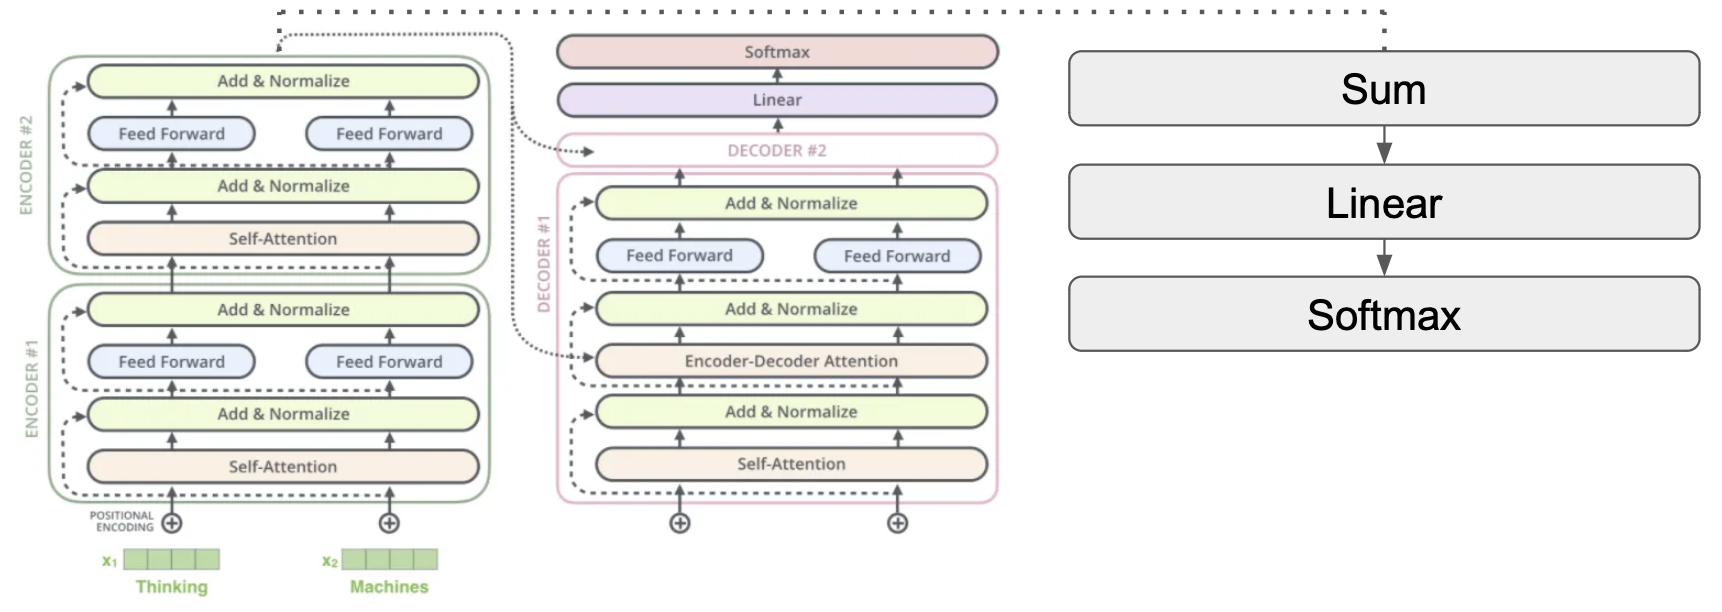 ENCODER #2
Add & Normalize
Feed Forward
Feed Forward
Add & Normalize
Self-Attention
ENCODER #1
Add & Normalize
Feed Forward
Feed Forward
Add & Normalize
Self-Attention
POSITIONAL
ENCODING
x1
x2
Thinking
Machines
Softmax
Linear
DECODER #2
DECODER #1
Add & Normalize
Feed Forward
Feed Forward
Add & Normalize
Encoder-Decoder Attention
Add & Normalize
Self-Attention
Sum
Linear
Softmax